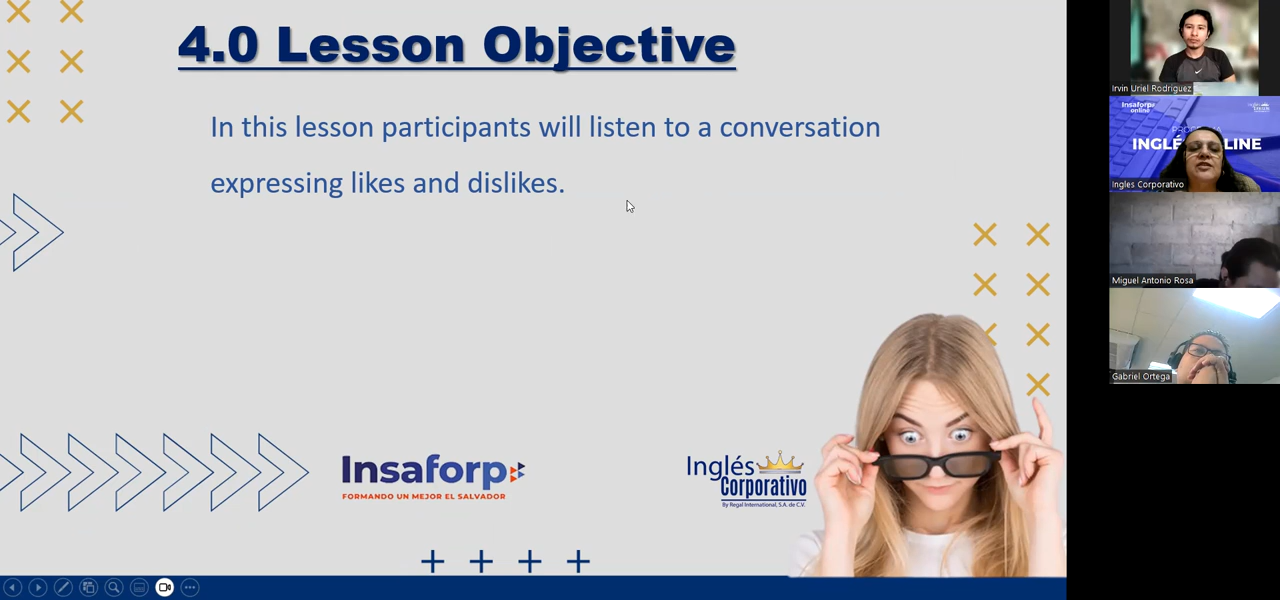 4.0 Lesson Objective
In this lesson participants will listen to a conversation
expressing likes and dislikes.
Insaforp
FORMANDO UN MEJOR EL SALVADOR
Inglés
Corporativo
By Regal International, S.A. de C.V.
Irvin Uriel Rodriguez
Insaforp
online
INGLÉ
LINE
Ingles Corporativo
Miguel Antonio Rosa
Gabriel Ortega